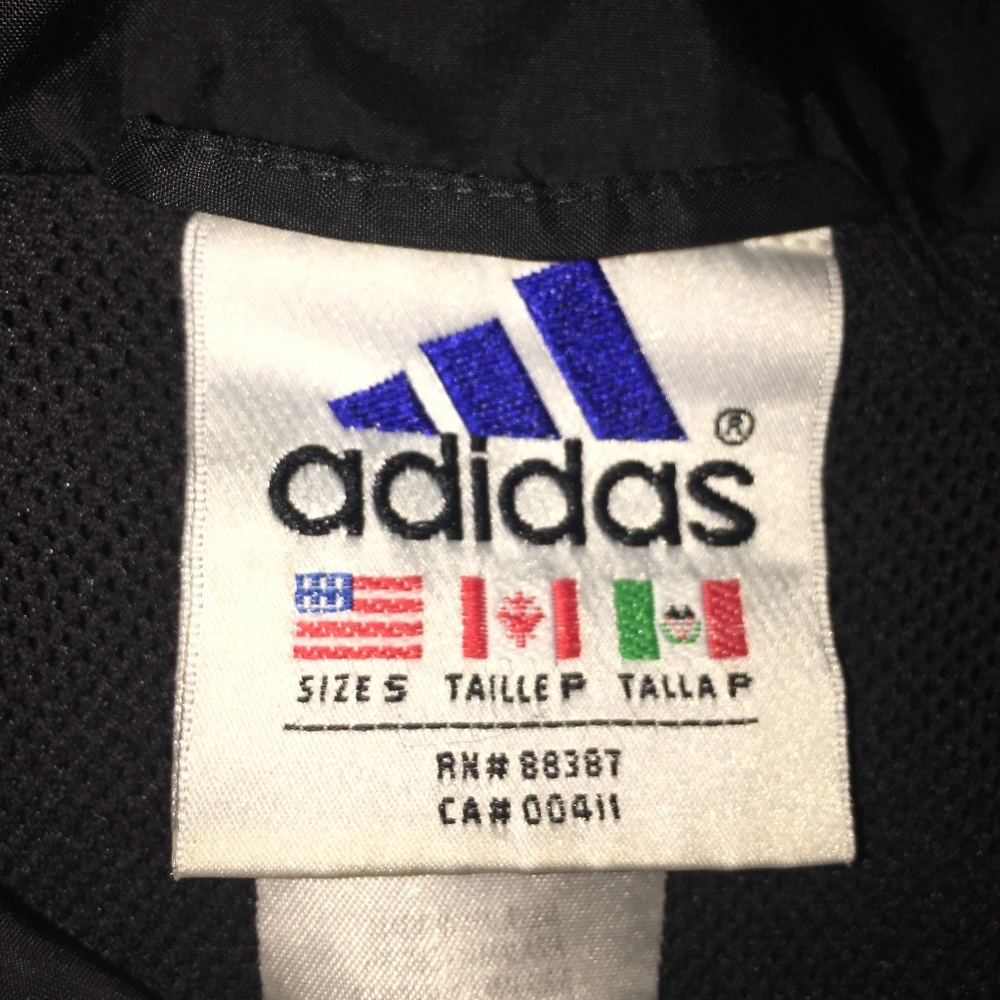 adidas®
SIZE S TAILLE P TALLA P
RN# 88387
CA# 00411